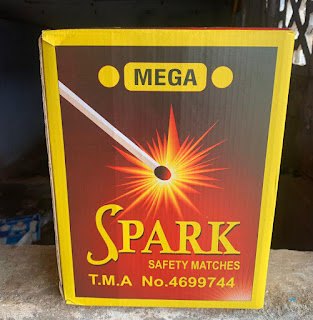 MEGA
SPARK
SAFETY MATCHES
T.M.A No.4699744